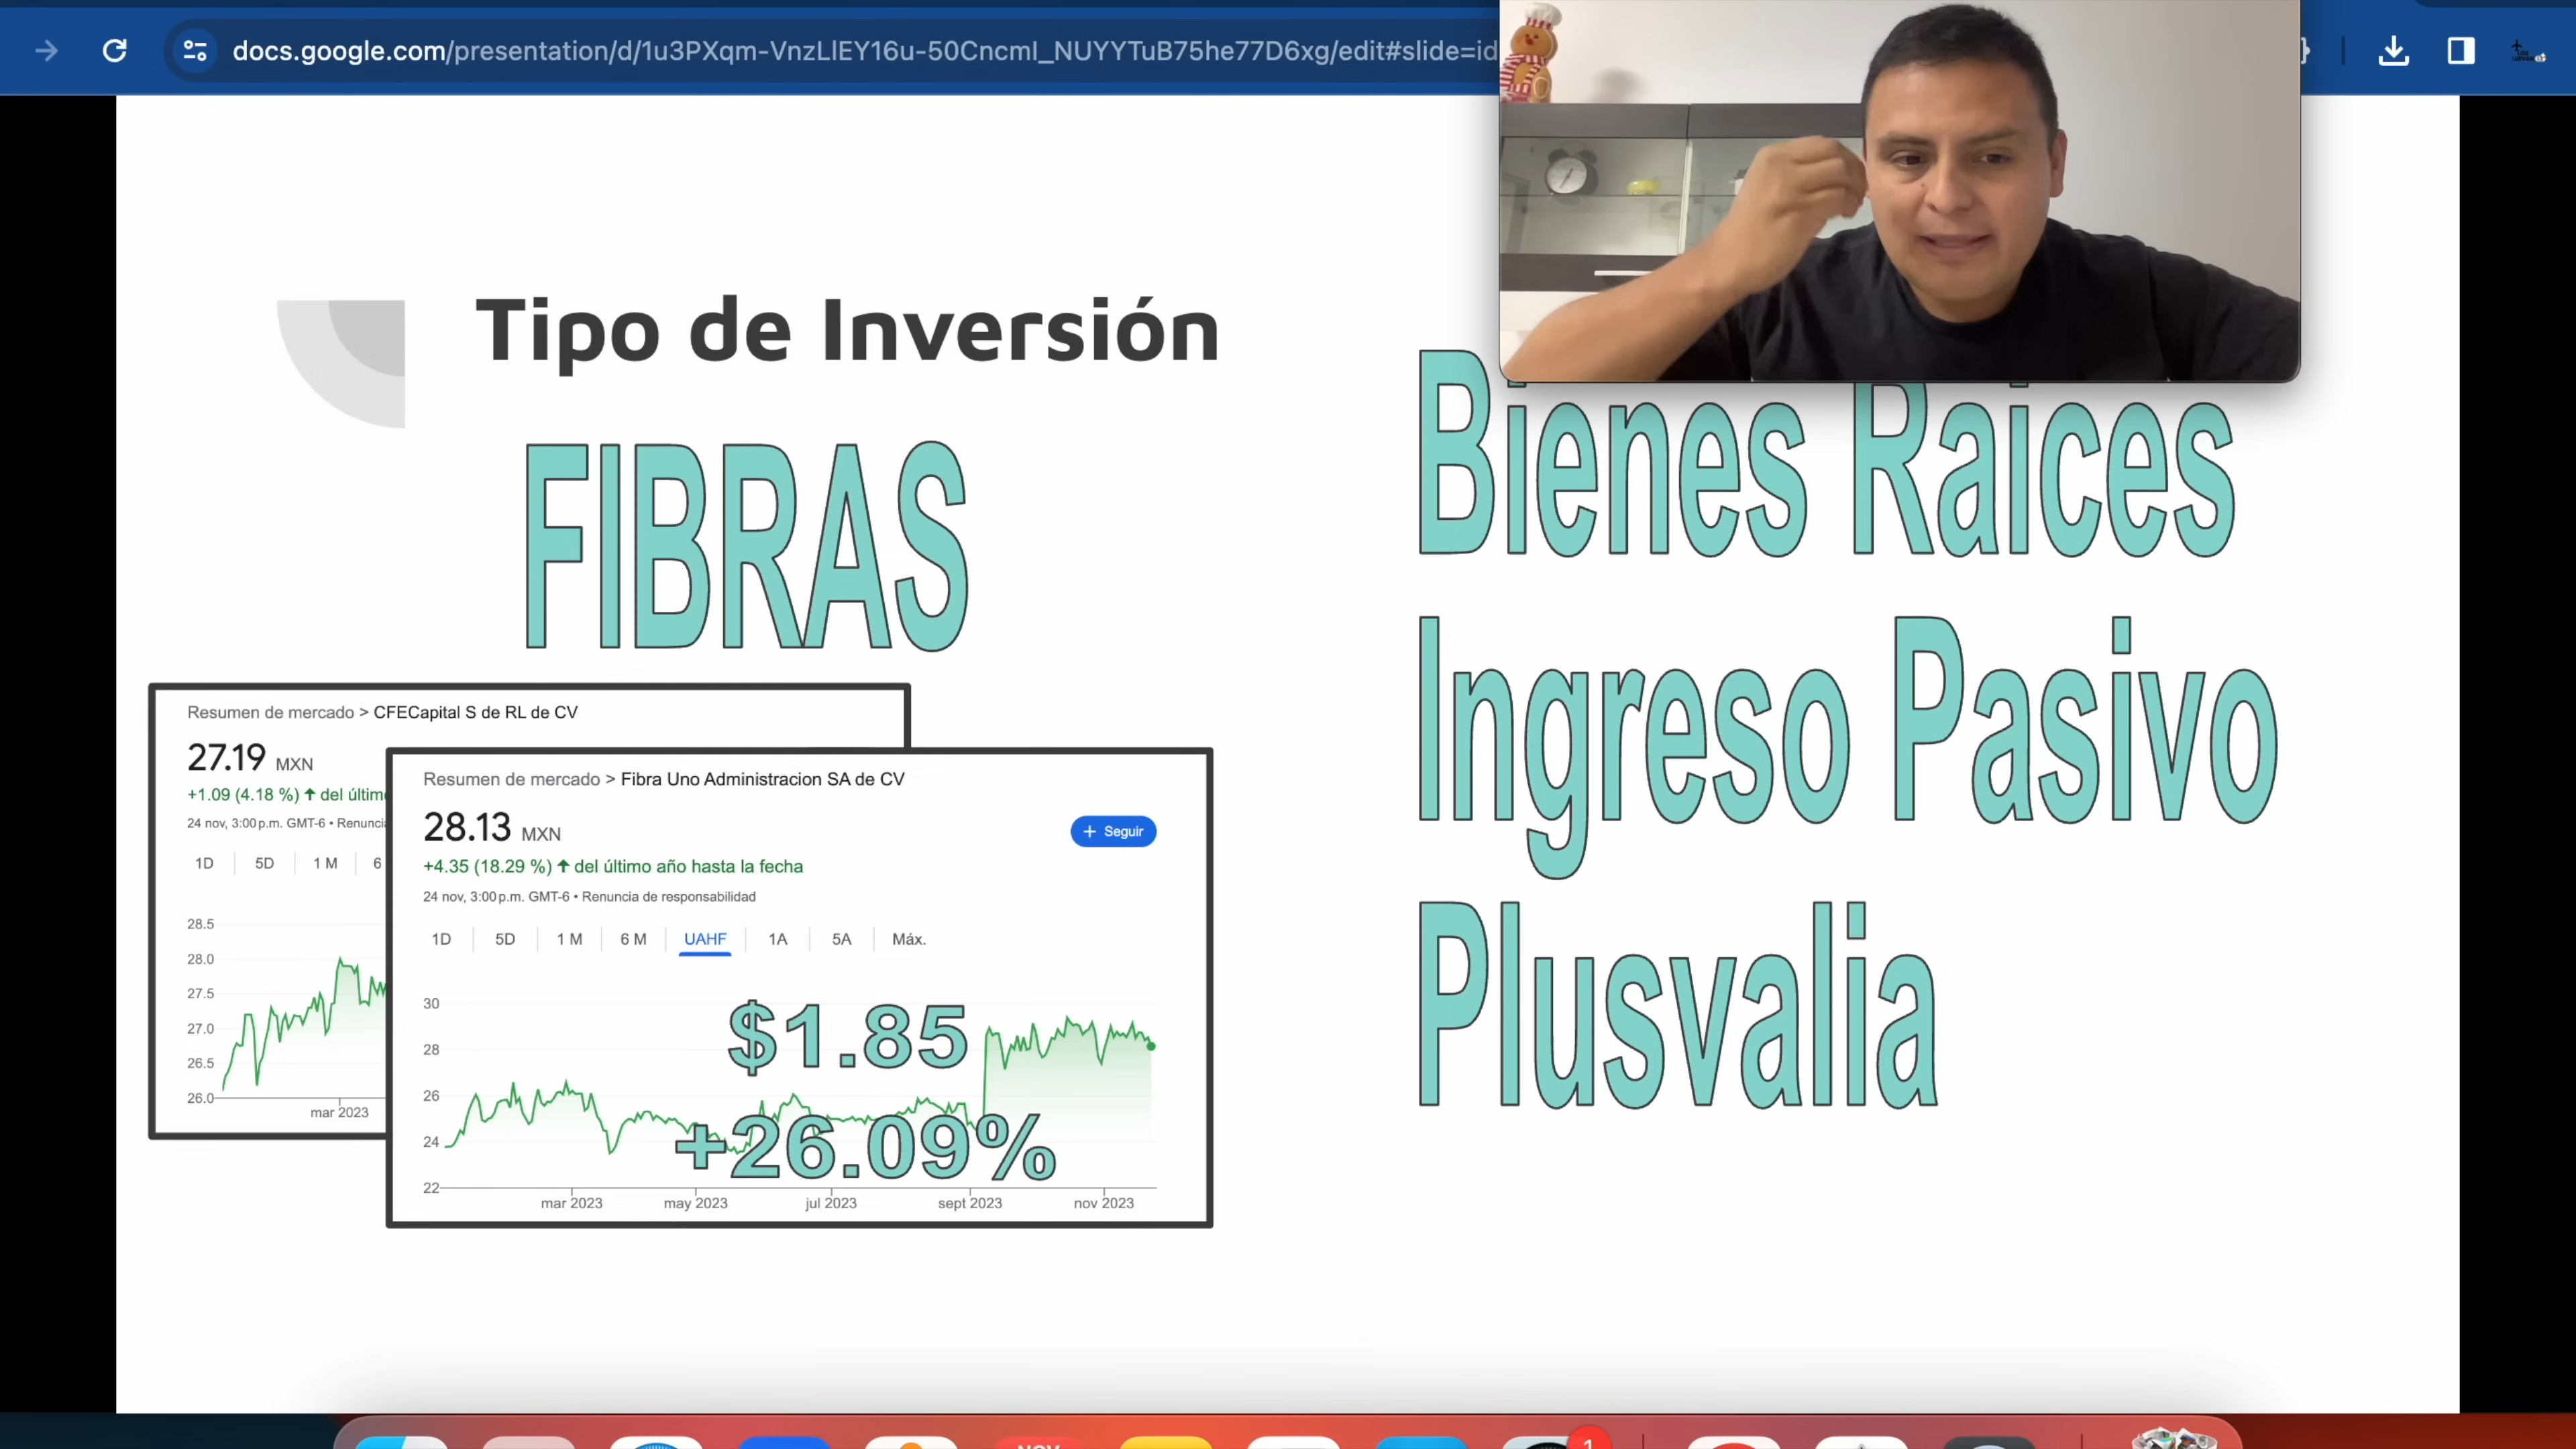 docs.google.com/presentation/d/1u3PXqm-VnzLlEY16u-50CncmI_NUYYTuB75he77D6xg/edit#slide=id
Tipo de Inversión
FIBRAS
Bienes Raices
Ingreso Pasivo
Plusvalia
Resumen de mercado > CFECapital S de RL de CV
27.19 MXN
+1.09 (4.18 %) ↑ del
24 nov, 3:00 p.m. GMT-6 •
1D 5D 1 M 6
28.5
28.0
27.5
27.0
26.5
26.0
mar 2023
Resumen de mercado > Fibra Uno Administracion SA de CV
28.13 MXN
+ Seguir
+4.35 (18.29 %) ↑ del último año hasta la fecha
24 nov, 3:00 p.m. GMT-6 • Renuncia de responsabilidad
1D 5D 1 M 6 M UAHF 1A 5A Máx.
30
28
26
24
22
$1.85
+26.09%
mar 2023 may 2023 jul 2023 sept 2023 nov 2023
NOV
1